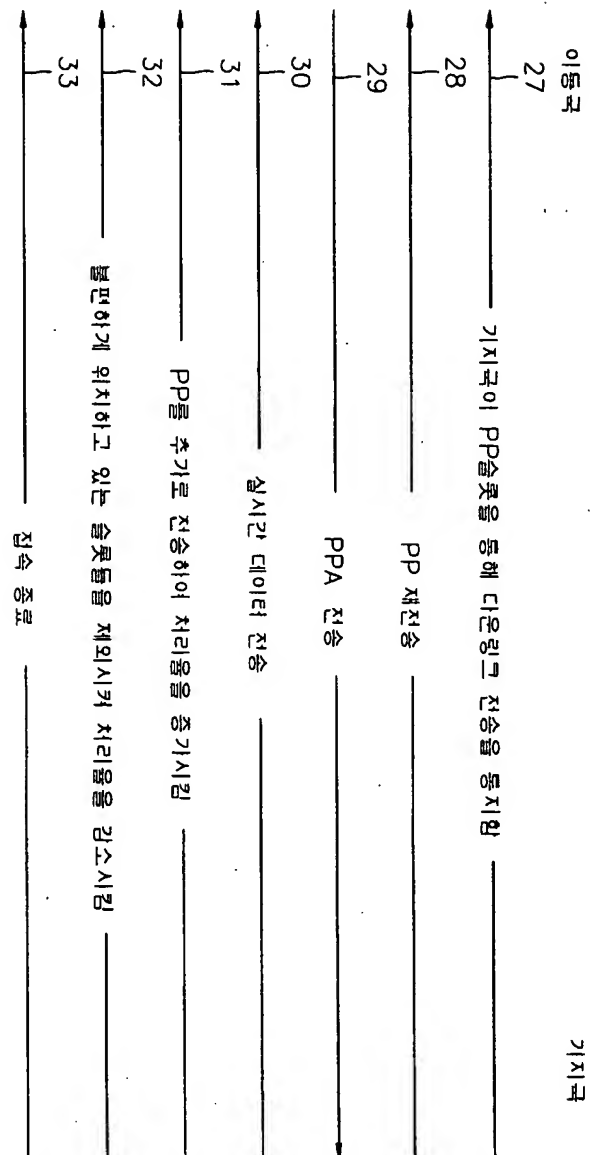 이동국
기지국
27
기지국이 PP슬롯을 통해 다운링크 전송을 통지함
28
PP 재전송
29
PPA 전송
30
실시간 데이터 전송
31
PP를 추가로 전송하여 처리율을 증가시킴
32
불편하게 위치하고 있는 슬롯들을 제외시켜 처리율을 감소시킴
33
접속 종료